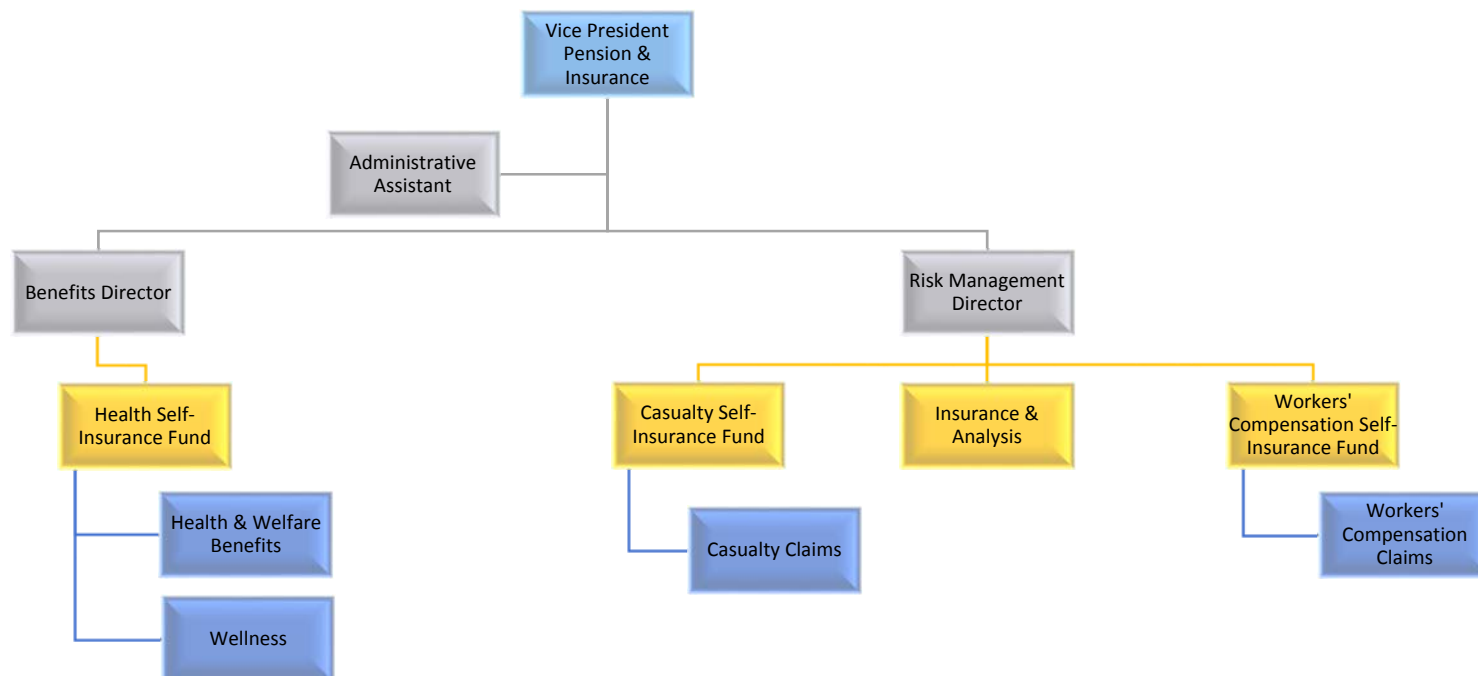 Vice President
Pension &
Insurance
Administrative
Assistant
Benefits Director
Risk Management
Director
Health Self-
Insurance Fund
Casualty Self-
Insurance Fund
Insurance &
Analysis
Workers'
Compensation Self-
Insurance Fund
Health & Welfare
Benefits
Casualty Claims
Workers'
Compensation
Claims
Wellness